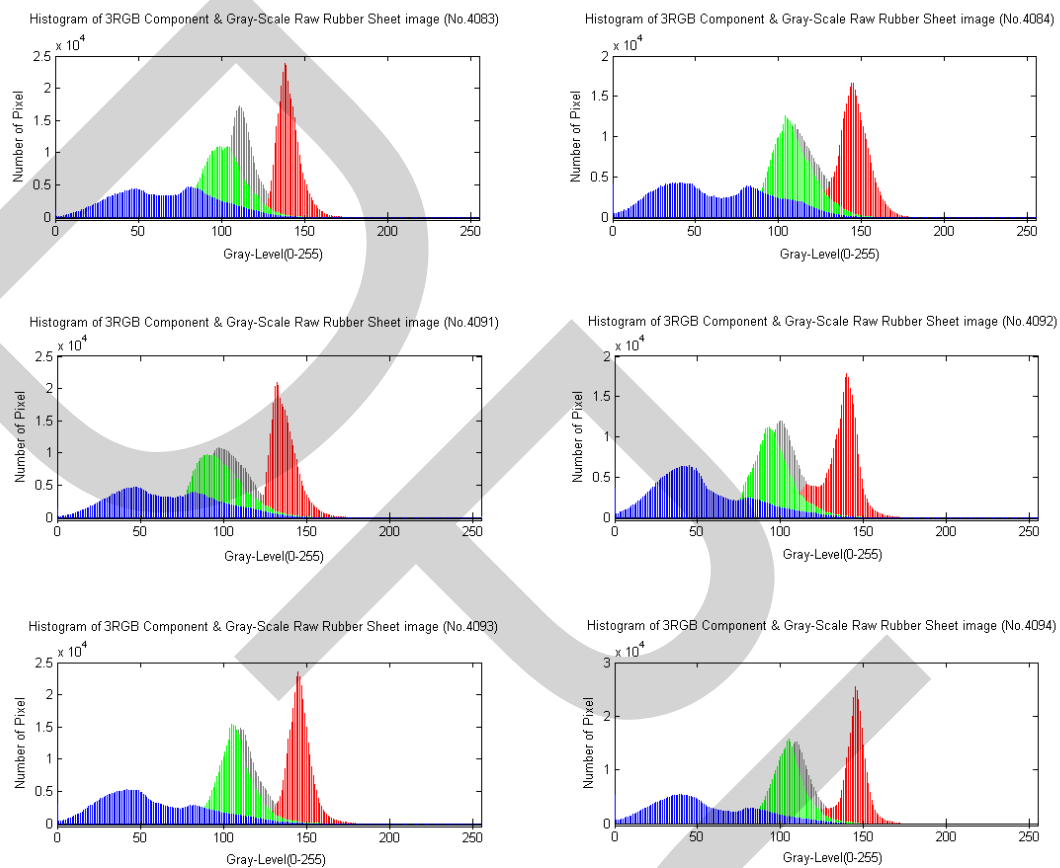 Histogram of 3RGB Component & Gray-Scale Raw Rubber Sheet image (No.4083)
x 10^4
2.5
2
1.5
1
0.5
0
Number of Pixel
0 50 100 150 200 250
Gray-Level(0-255)
Histogram of 3RGB Component & Gray-Scale Raw Rubber Sheet image (No.4084)
x 10^4
2
1.5
1
0.5
0
Number of Pixel
0 50 100 150 200 250
Gray-Level(0-255)
Histogram of 3RGB Component & Gray-Scale Raw Rubber Sheet image (No.4091)
x 10^4
2.5
2
1.5
1
0.5
0
Number of Pixel
0 50 100 150 200 250
Gray-Level(0-255)
Histogram of 3RGB Component & Gray-Scale Raw Rubber Sheet image (No.4092)
x 10^4
2
1.5
1
0.5
0
Number of Pixel
0 50 100 150 200 250
Gray-Level(0-255)
Histogram of 3RGB Component & Gray-Scale Raw Rubber Sheet image (No.4093)
x 10^4
2.5
2
1.5
1
0.5
0
Number of Pixel
0 50 100 150 200 250
Gray-Level(0-255)
Histogram of 3RGB Component & Gray-Scale Raw Rubber Sheet image (No.4094)
x 10^4
3
2
1
0
Number of Pixel
0 50 100 150 200 250
Gray-Level(0-255)